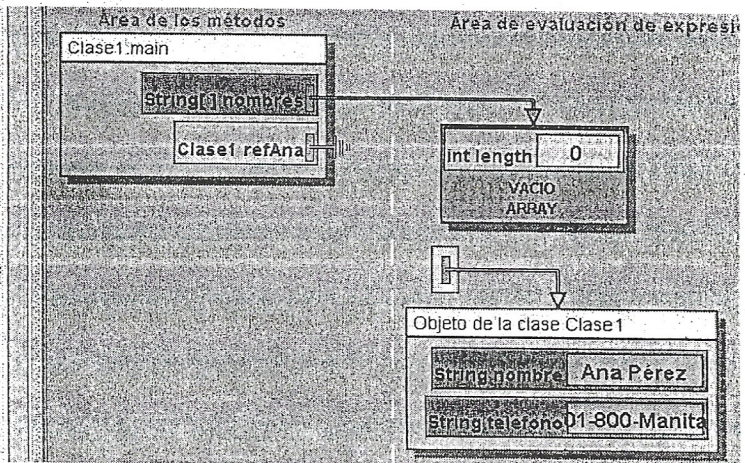 Área de los métodos
Área de evaluación de expresi
Clase1.main
String[ ] nombres
Clase1 refAna
int length 0
VACIO
ARRAY
Objeto de la clase Clase1
String nombre Ana Pérez
String telefono 01-800-Manita